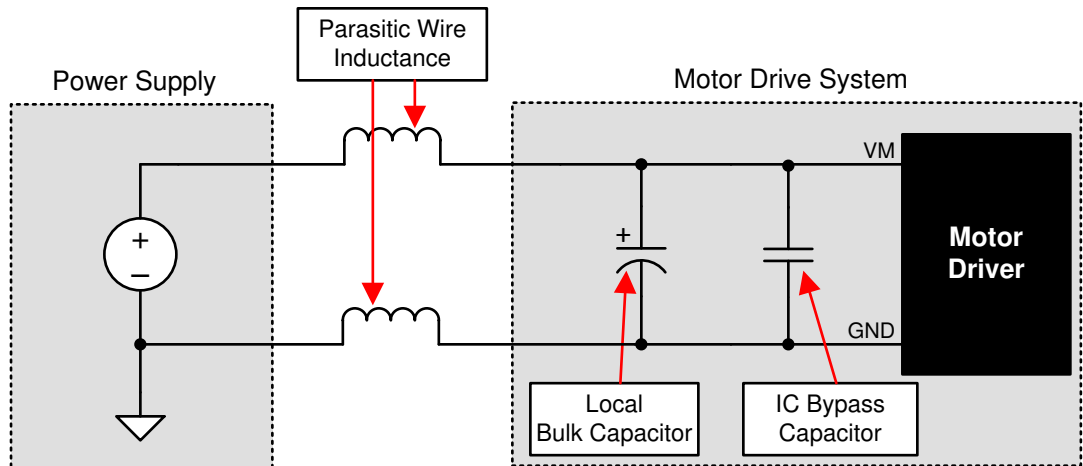 Parasitic Wire
Inductance
Power Supply
Motor Drive System
VM
+
–
+
Motor
Driver
GND
Local
Bulk Capacitor
IC Bypass
Capacitor